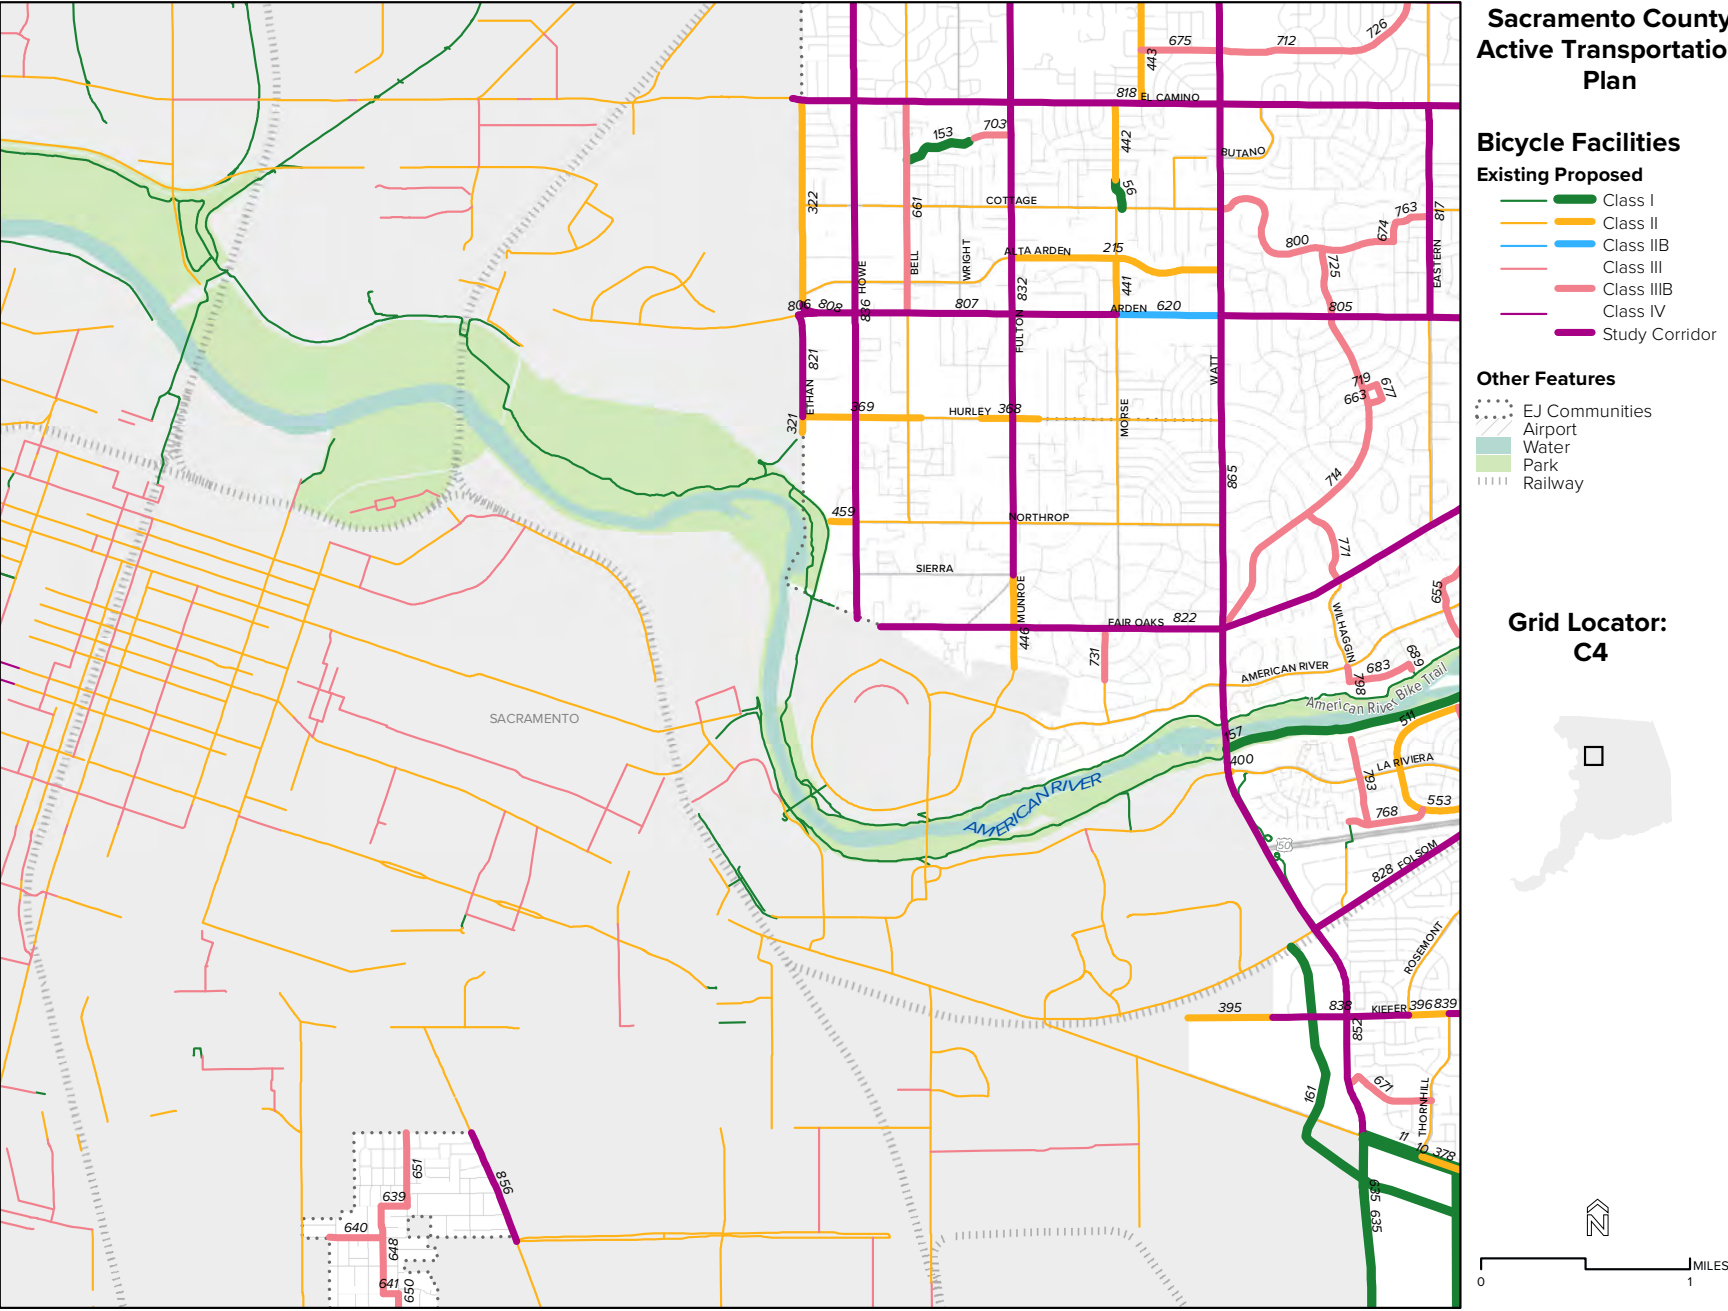 Sacramento County
Active Transportatio
Plan
Bicycle Facilities
Existing Proposed
Class I
Class II
Class IIB
Class III
Class IIIB
Class IV
Study Corridor
Other Features
EJ Communities
Airport
Water
Park
Railway
Grid Locator:
C4
N
MILES
0
1
675
712
726
443
818
EL CAMINO
153
703
442
BUTANO
56
322
661
COTTAGE
763
674
817
800
725
EASTERN
BELL
WRIGHT
ALTA ARDEN
215
441
HOWE
836
832
806
808
807
ARDEN
620
805
FULTON
821
ETHAN
WATT
719
663
677
369
HURLEY
368
MORSE
321
865
714
459
NORTHROP
771
SIERRA
MUNROE
446
655
FAIR OAKS
822
731
WILHAGGIN
AMERICAN RIVER
683
689
798
American River Bike Trail
SACRAMENTO
157
511
400
LA RIVIERA
793
553
768
AMERICAN RIVER
50
828
FOLSOM
ROSEMONT
395
838
KIEFER
396
839
852
671
161
THORNHILL
11
10
378
635
635
651
639
856
640
648
641
650